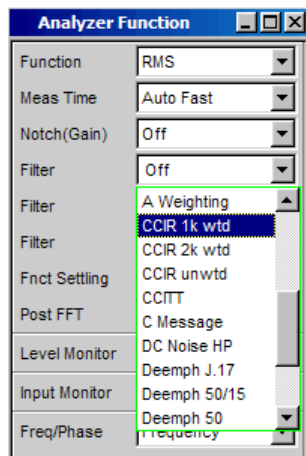 Analyzer Function
Function RMS
Meas Time Auto Fast
Notch(Gain) Off
Filter Off
Filter A Weighting
CCIR 1k wtd
Filter CCIR 2k wtd
CCIR unwtd
Fnct Settling CCITT
Post FFT C Message
DC Noise HP
Level Monitor Deemph J.17
Input Monitor Deemph 50/15
Deemph 50
Freq/Phase Frequency